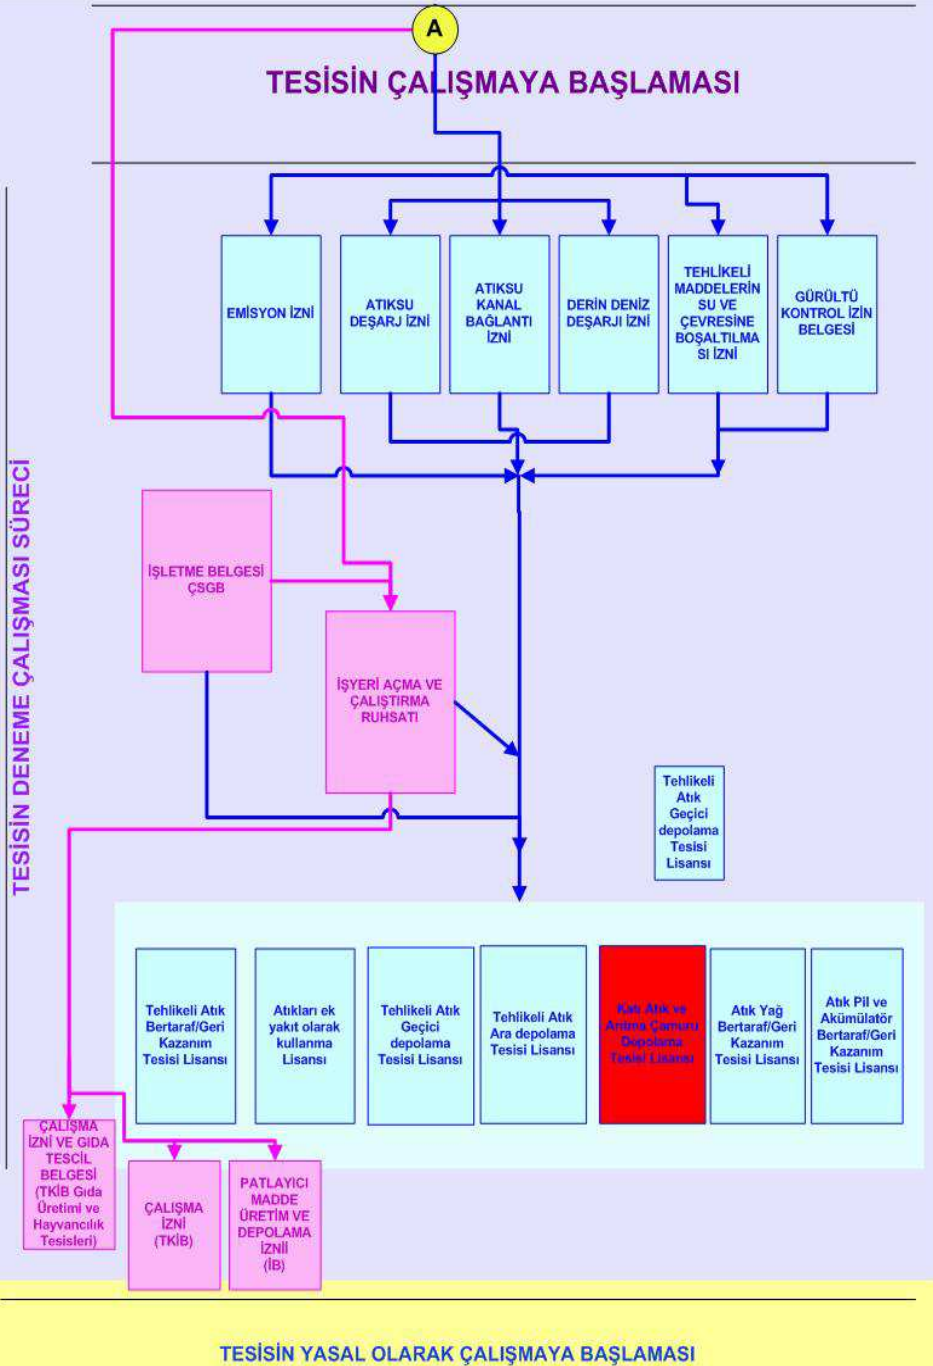 A
TESİSİN ÇALIŞMAYA BAŞLAMASI
TESİSİN DENEME ÇALIŞMASI SÜRECİ
EMİSYON İZNİ
ATIKSU
DEŞARJ İZNİ
ATIKSU
KANAL
BAĞLANTI
İZNİ
DERİN DENİZ
DEŞARJI İZNİ
TEHLİKELİ
MADDELERİN
SU VE
ÇEVRESİNE
BOŞALTILMA
SI İZNİ
GÜRÜLTÜ
KONTROL İZİN
BELGESİ
İŞLETME BELGESİ
ÇSGB
İŞYERİ AÇMA VE
ÇALIŞTIRMA
RUHSATI
Tehlikeli
Atık
Geçici
depolama
Tesisi
Lisansı
Tehlikeli Atık
Bertaraf/Geri
Kazanım
Tesisi Lisansı
Atıkları ek
yakıt olarak
kullanma
Lisansı
Tehlikeli Atık
Geçici
depolama
Tesisi Lisansı
Tehlikeli Atık
Ara depolama
Tesisi Lisansı
Katı Atık ve
Arıtma Çamuru
Depolama
Tesisi Lisansı
Atık Yağ
Bertaraf/Geri
Kazanım
Tesisi Lisansı
Atık Pil ve
Akümülatör
Bertaraf/Geri
Kazanım
Tesisi Lisansı
ÇALIŞMA
İZNİ VE GIDA
TESCİL
BELGESİ
(TKİB Gıda
Üretimi ve
Hayvancılık
Tesisleri)
ÇALIŞMA
İZNİ
(TKİB)
PATLAYICI
MADDE
ÜRETİM VE
DEPOLAMA
İZNİİ
(İB)
TESİSİN YASAL OLARAK ÇALIŞMAYA BAŞLAMASI